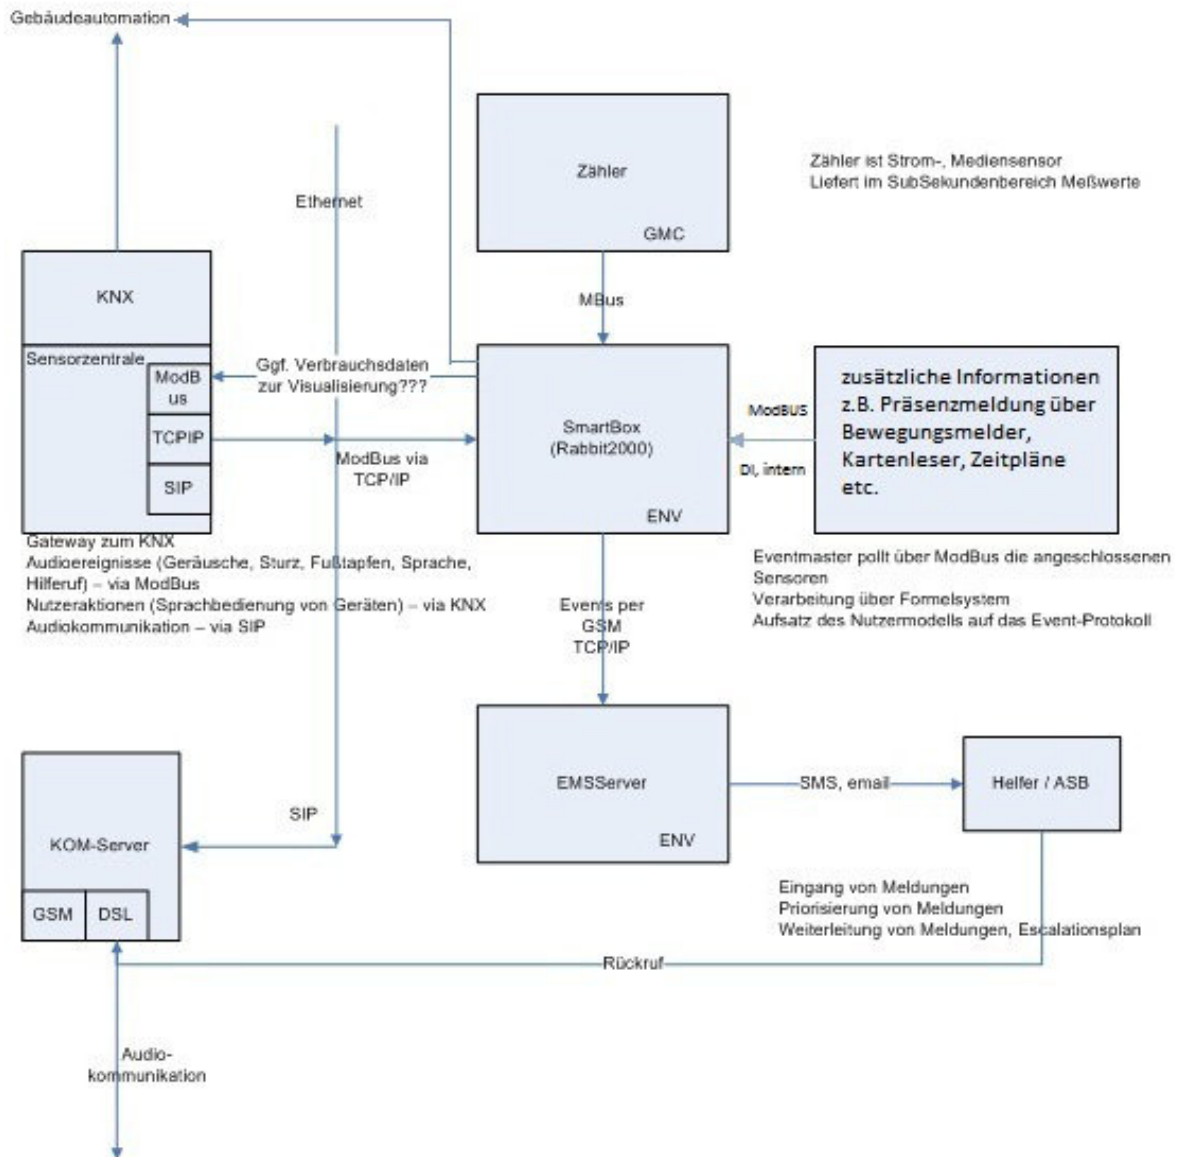 Gebäudeautomation
Zähler
GMC
Zähler ist Strom-, Mediensensor
Liefert im SubSekundenbereich Meßwerte
Ethernet
MBus
KNX
Sensorzentrale
ModB
us
TCPIP
SIP
Ggf. Verbrauchsdaten
zur Visualisierung???
ModBus via
TCP/IP
SmartBox
(Rabbit2000)
ENV
ModBUS
DI, intern
zusätzliche Informationen
z.B. Präsenzmeldung über
Bewegungsmelder,
Kartenleser, Zeitpläne
etc.
Gateway zum KNX
Audioereignisse (Geräusche, Sturz, Fußtapfen, Sprache,
Hilferuf) – via ModBus
Nutzeraktionen (Sprachbedienung von Geräten) – via KNX
Audiokommunikation – via SIP
Eventmaster pollt über ModBus die angeschlossenen
Sensoren
Verarbeitung über Formelsystem
Aufsatz des Nutzermodells auf das Event-Protokoll
Events per
GSM
TCP/IP
EMSServer
ENV
SMS, email
Helfer / ASB
SIP
KOM-Server
GSM
DSL
Eingang von Meldungen
Priorisierung von Meldungen
Weiterleitung von Meldungen, Escalationsplan
Rückruf
Audio-
kommunikation